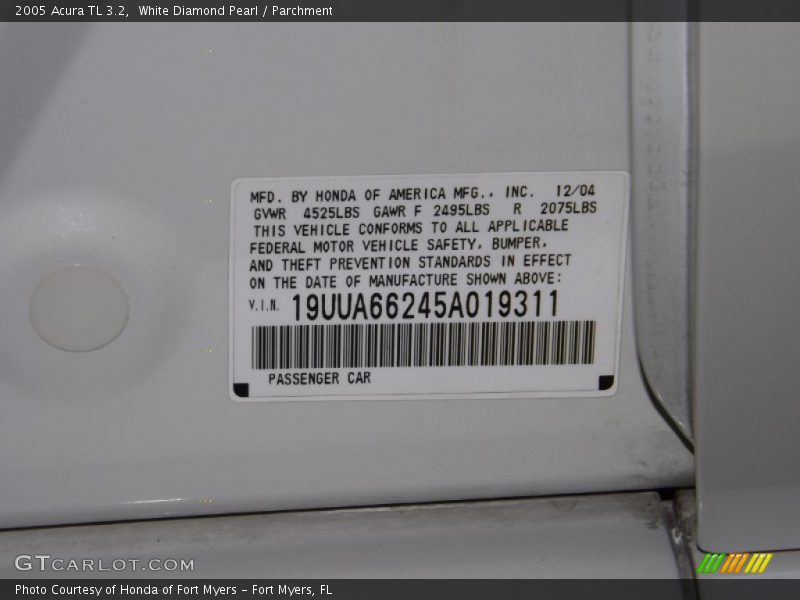 2005 Acura TL 3.2,  White Diamond Pearl / Parchment
MFD. BY HONDA OF AMERICA MFG., INC. 12/04
GVWR 4525LBS GAWR F 2495LBS R 2075LBS
THIS VEHICLE CONFORMS TO ALL APPLICABLE
FEDERAL MOTOR VEHICLE SAFETY, BUMPER,
AND THEFT PREVENTION STANDARDS IN EFFECT
ON THE DATE OF MANUFACTURE SHOWN ABOVE:
V.I.N. 19UUA66245A019311
PASSENGER CAR
GTCARLOT.COM
Photo Courtesy of Honda of Fort Myers - Fort Myers, FL